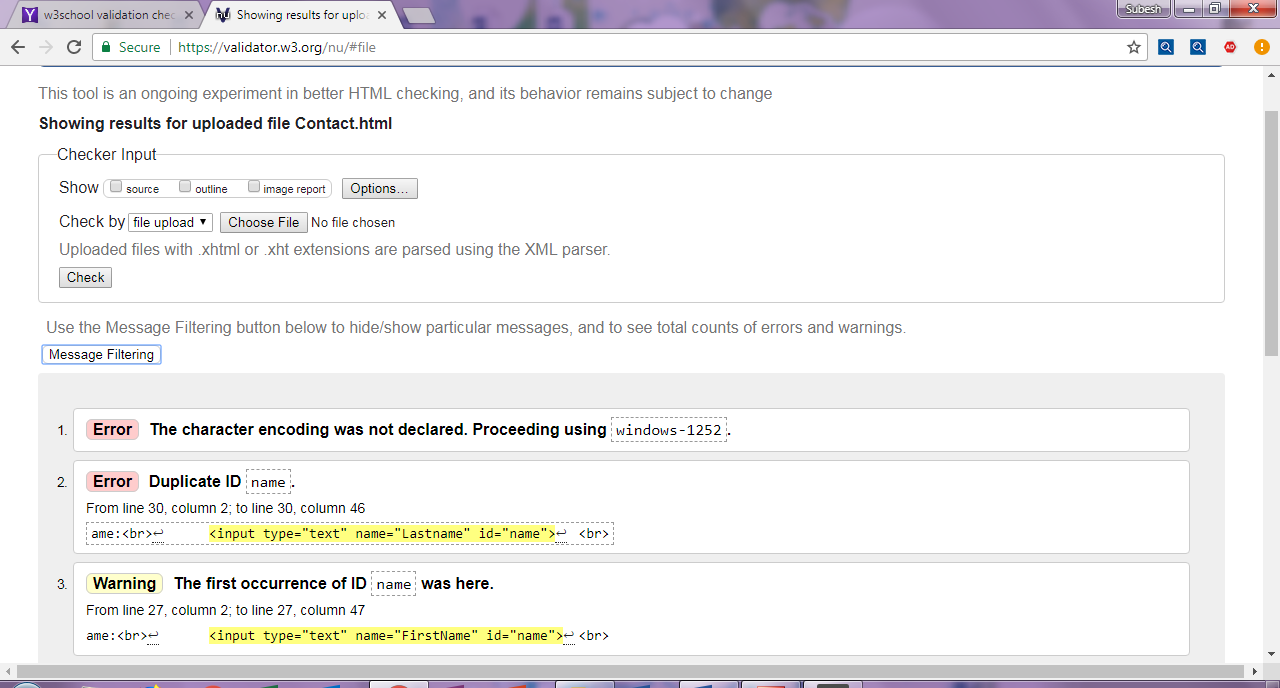 w3school validation chec
Showing results for uploa
Subesh
Secure https://validator.w3.org/nu/#file
This tool is an ongoing experiment in better HTML checking, and its behavior remains subject to change
Showing results for uploaded file Contact.html
Checker Input
Show source outline image report Options...
Check by file upload ▼ Choose File No file chosen
Uploaded files with .xhtml or .xht extensions are parsed using the XML parser.
Check
Use the Message Filtering button below to hide/show particular messages, and to see total counts of errors and warnings.
Message Filtering
1. Error The character encoding was not declared. Proceeding using windows-1252.
2. Error Duplicate ID name.
From line 30, column 2; to line 30, column 46
ame:<br>↩ <input type="text" name="Lastname" id="name">↩ <br>
3. Warning The first occurrence of ID name was here.
From line 27, column 2; to line 27, column 47
ame:<br>↩ <input type="text" name="FirstName" id="name">↩ <br>